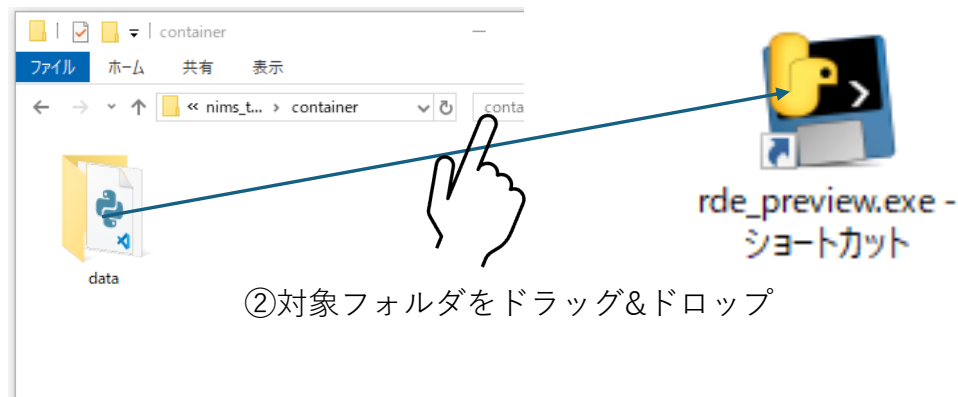 container
ファイル ホーム 共有 表示
« nims_t... › container
conta
data
rde_preview.exe -
ショートカット
②対象フォルダをドラッグ&ドロップ